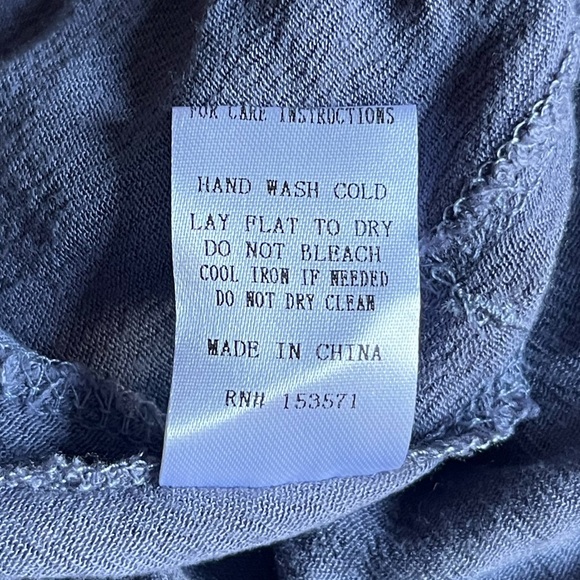 FOR CARE INSTRUCTIONS
HAND WASH COLD
LAY FLAT TO DRY
DO NOT BLEACH
COOL IRON IF NEEDED
DO NOT DRY CLEAN
MADE IN CHINA
RN# 153571